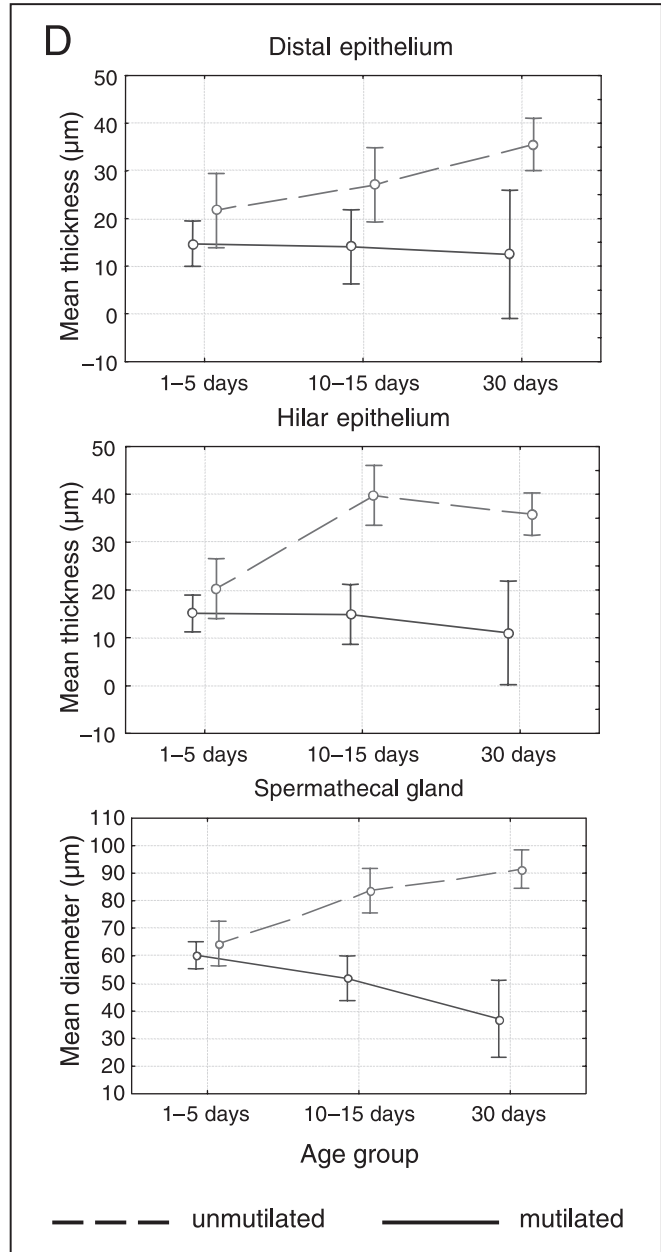 D
Distal epithelium
Mean thickness (µm)
50
40
30
20
10
0
–10
1–5 days 10–15 days 30 days
Hilar epithelium
Mean thickness (µm)
50
40
30
20
10
0
–10
1–5 days 10–15 days 30 days
Spermathecal gland
Mean diameter (µm)
110
100
90
80
70
60
50
40
30
20
10
1–5 days 10–15 days 30 days
Age group
unmutilated mutilated